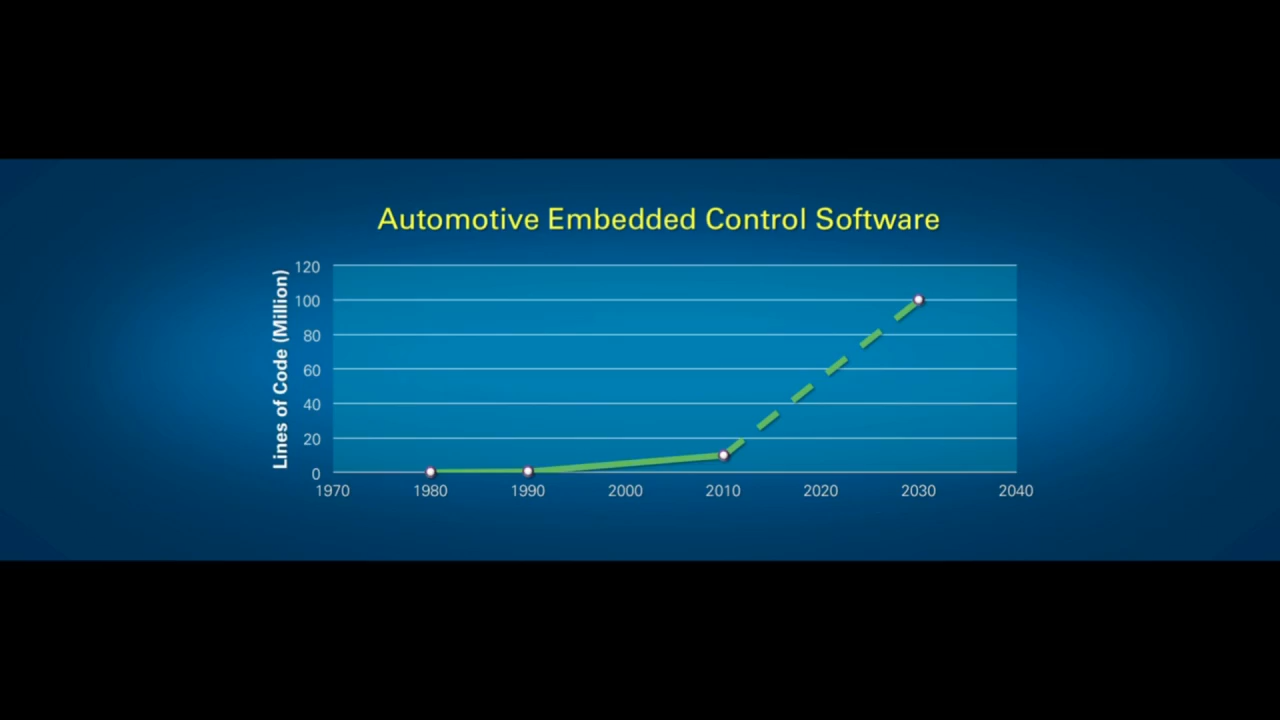 Automotive Embedded Control Software
Lines of Code (Million)
120
100
80
60
40
20
0
1970 1980 1990 2000 2010 2020 2030 2040